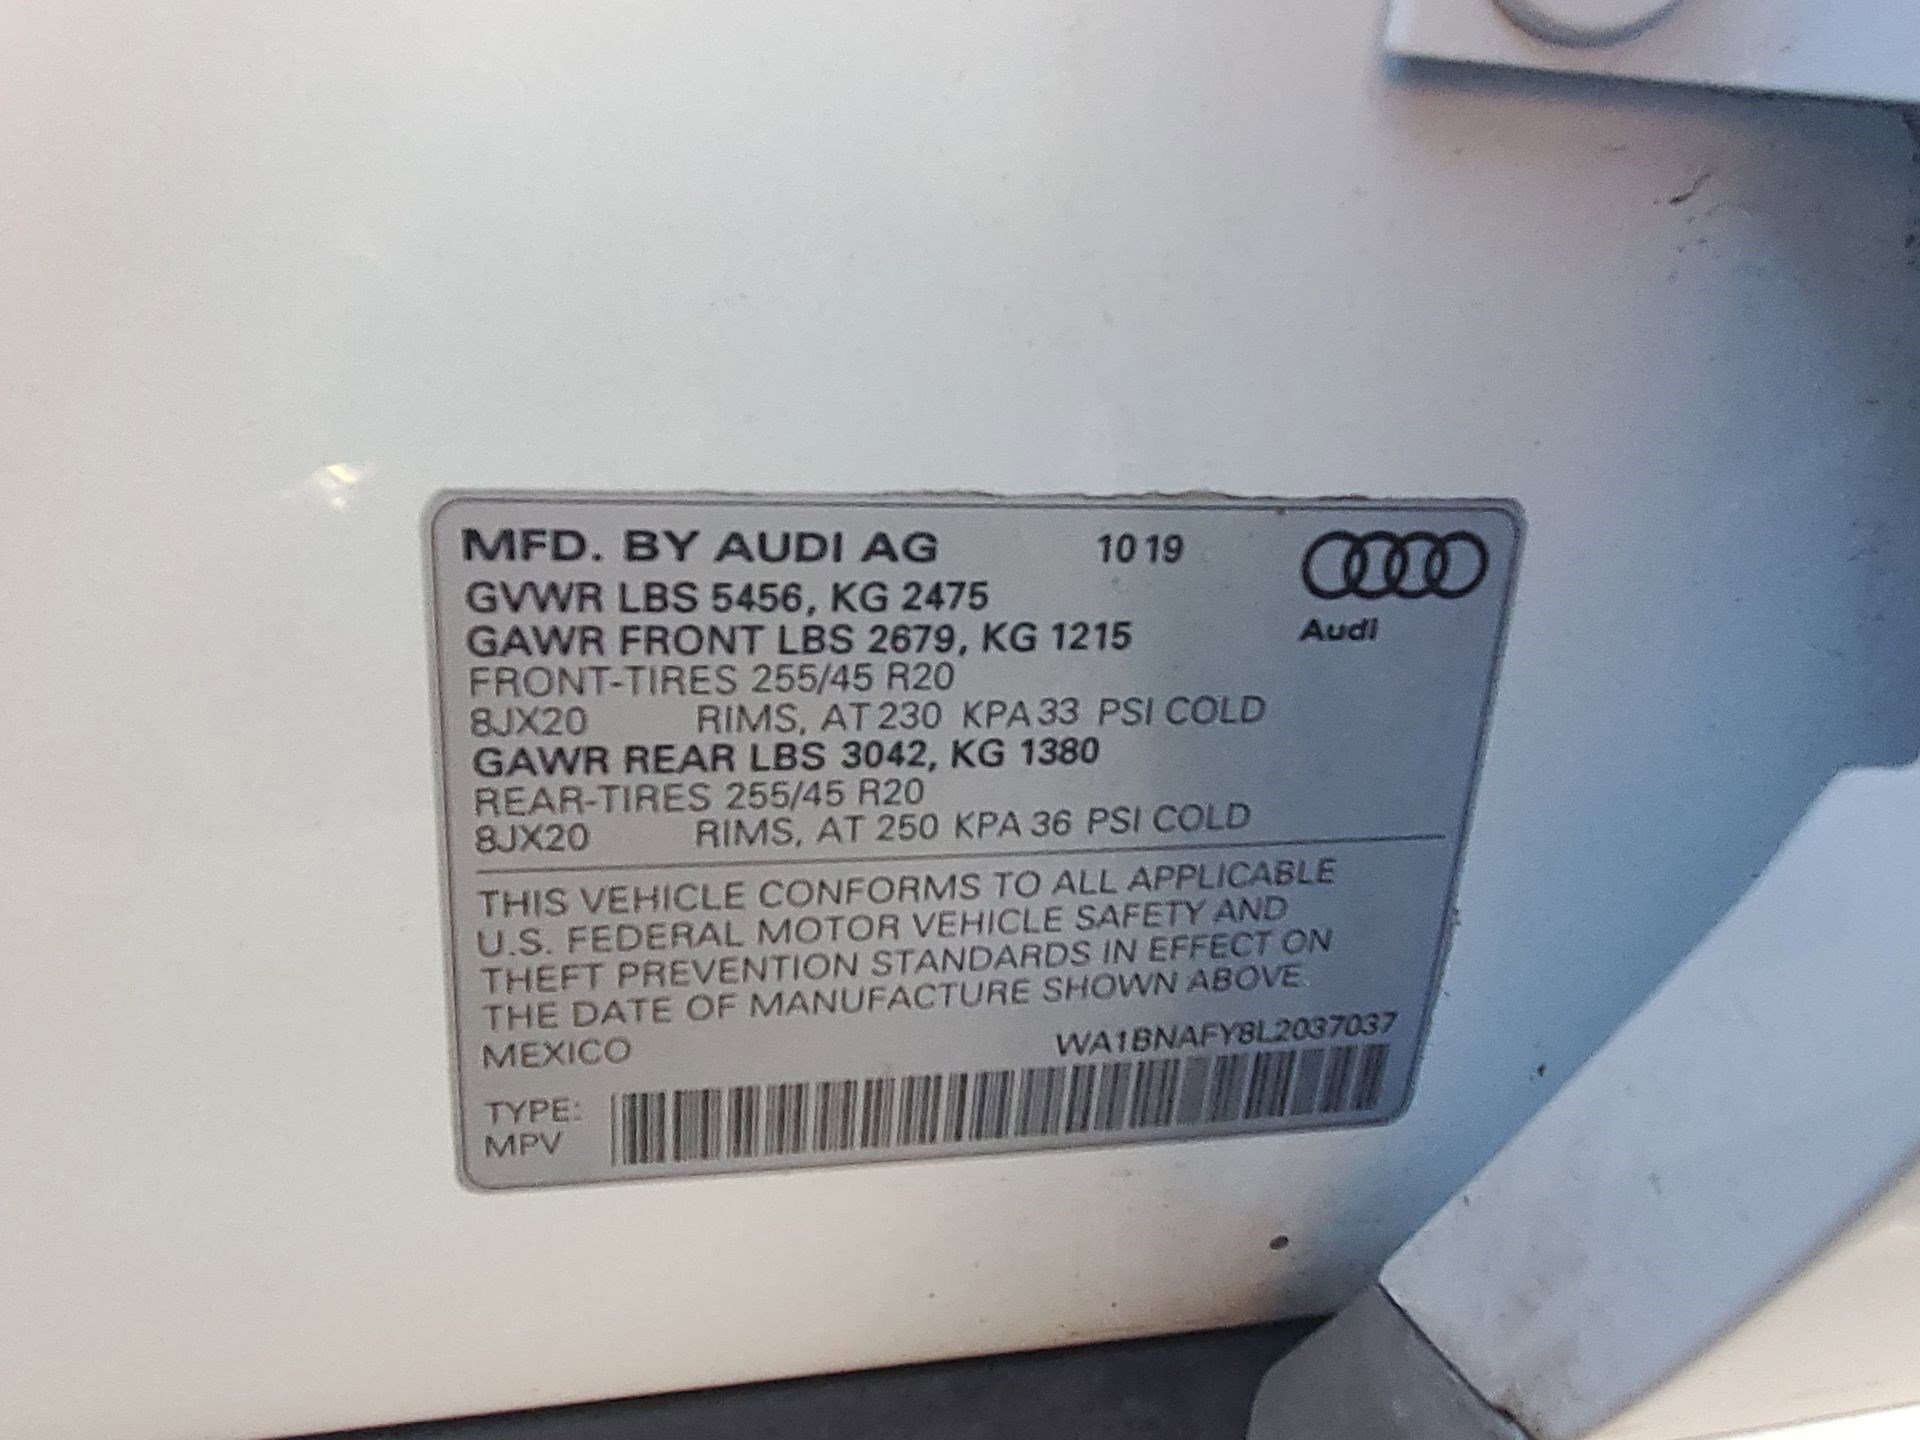 MFD. BY AUDI AG 10 19
GVWR LBS 5456, KG 2475
GAWR FRONT LBS 2679, KG 1215
Audi
FRONT-TIRES 255/45 R20
8JX20 RIMS, AT 230 KPA 33 PSI COLD
GAWR REAR LBS 3042, KG 1380
REAR-TIRES 255/45 R20
8JX20 RIMS, AT 250 KPA 36 PSI COLD
THIS VEHICLE CONFORMS TO ALL APPLICABLE
U.S. FEDERAL MOTOR VEHICLE SAFETY AND
THEFT PREVENTION STANDARDS IN EFFECT ON
THE DATE OF MANUFACTURE SHOWN ABOVE.
MEXICO WA1BNAFY8L2037037
TYPE:
MPV